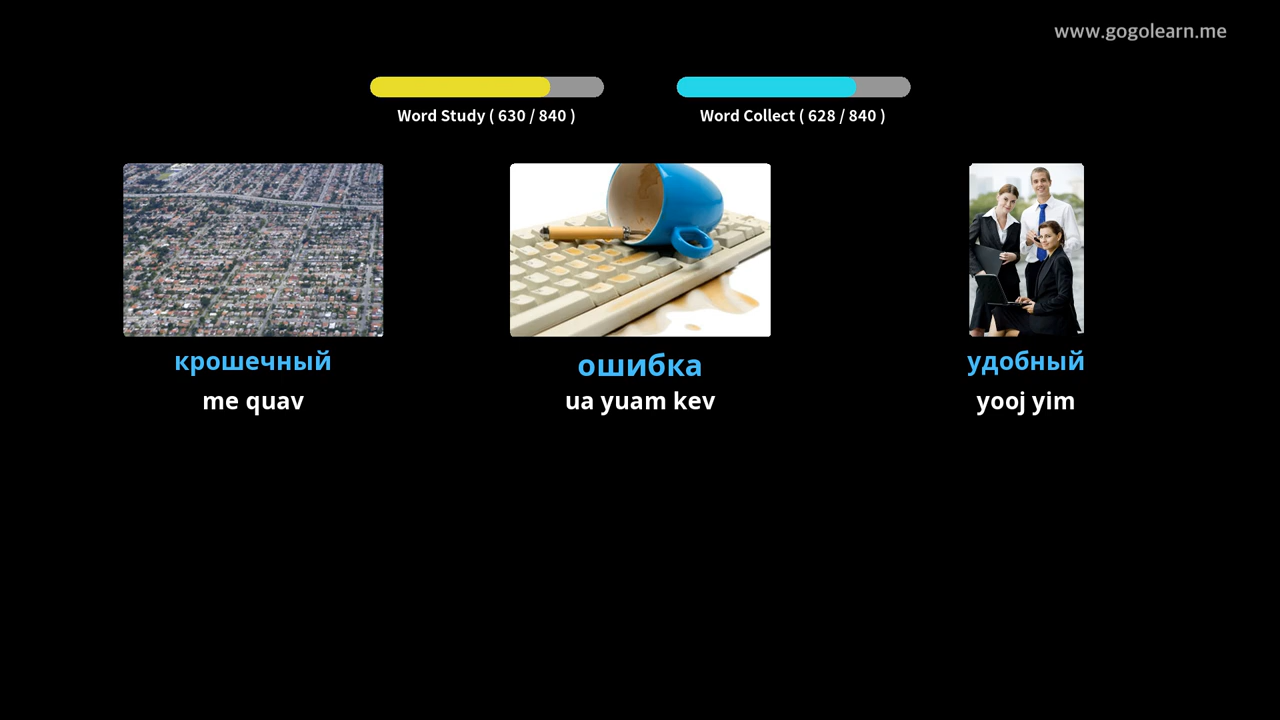 www.gogolearn.me
Word Study ( 630 / 840 )
Word Collect ( 628 / 840 )
крошечный
ошибка
удобный
me quav
ua yuam kev
yooj yim